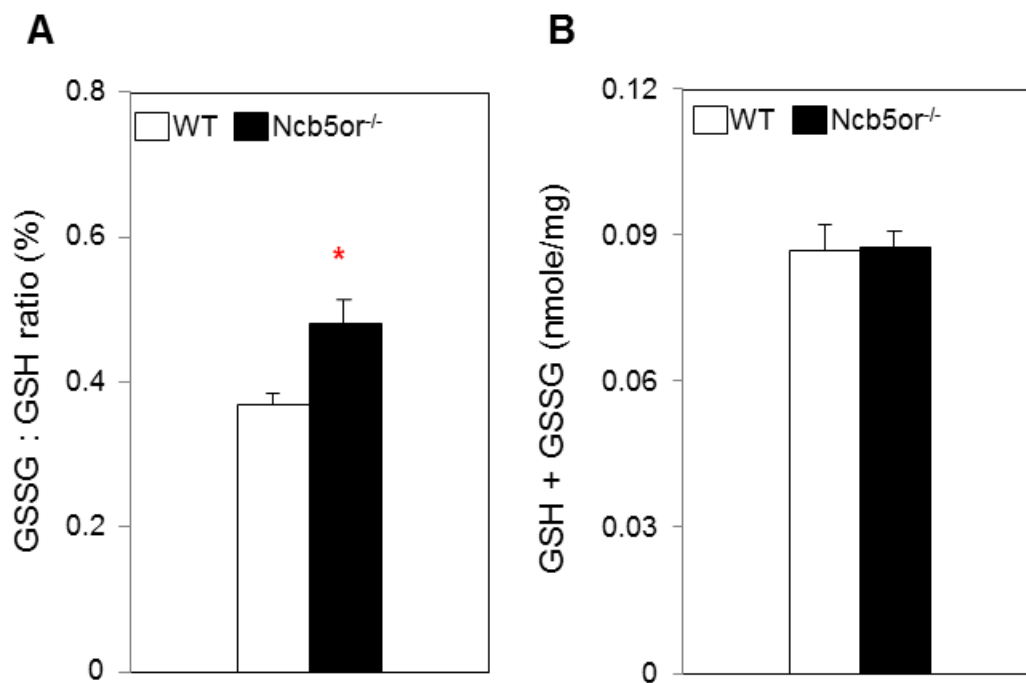 A
GSSG : GSH ratio (%)
0.8
0.6
0.4
0.2
0
WT Ncb5or-/-
*
B
GSH + GSSG (nmole/mg)
0.12
0.09
0.06
0.03
0
WT Ncb5or-/-